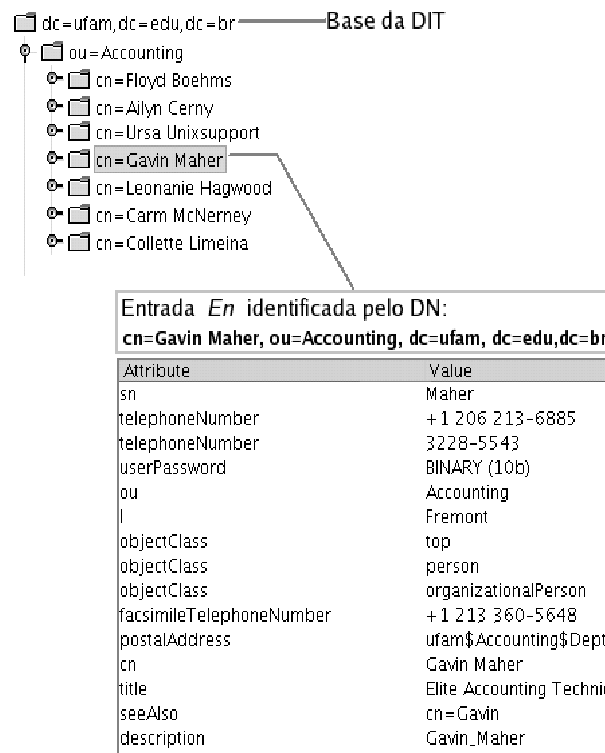 dc=ufam,dc=edu,dc=br Base da DIT
ou=Accounting
cn=Floyd Boehms
cn=Ailyn Cerny
cn=Ursa Unixsupport
cn=Gavin Maher
cn=Leonanie Hagwood
cn=Carm McNerney
cn=Collette Limeina
Entrada En identificada pelo DN:
cn=Gavin Maher, ou=Accounting, dc=ufam, dc=edu,dc=br
Attribute Value
sn Maher
telephoneNumber +1 206 213-6885
telephoneNumber 3228-5543
userPassword BINARY (10b)
ou Accounting
l Fremont
objectClass top
objectClass person
objectClass organizationalPerson
facsimileTelephoneNumber +1 213 360-5648
postalAddress ufam$Accounting$Dept
cn Gavin Maher
title Elite Accounting Techni
seeAlso cn=Gavin
description Gavin_Maher